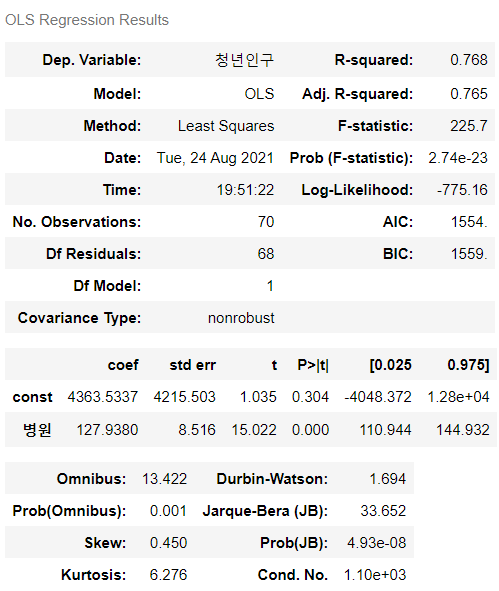 OLS Regression Results
Dep. Variable: 청년인구 R-squared: 0.768
Model: OLS Adj. R-squared: 0.765
Method: Least Squares F-statistic: 225.7
Date: Tue, 24 Aug 2021 Prob (F-statistic): 2.74e-23
Time: 19:51:22 Log-Likelihood: -775.16
No. Observations: 70 AIC: 1554.
Df Residuals: 68 BIC: 1559.
Df Model: 1
Covariance Type: nonrobust
coef std err t P>|t| [0.025 0.975]
const 4363.5337 4215.503 1.035 0.304 -4048.372 1.28e+04
병원 127.9380 8.516 15.022 0.000 110.944 144.932
Omnibus: 13.422 Durbin-Watson: 1.694
Prob(Omnibus): 0.001 Jarque-Bera (JB): 33.652
Skew: 0.450 Prob(JB): 4.93e-08
Kurtosis: 6.276 Cond. No. 1.10e+03